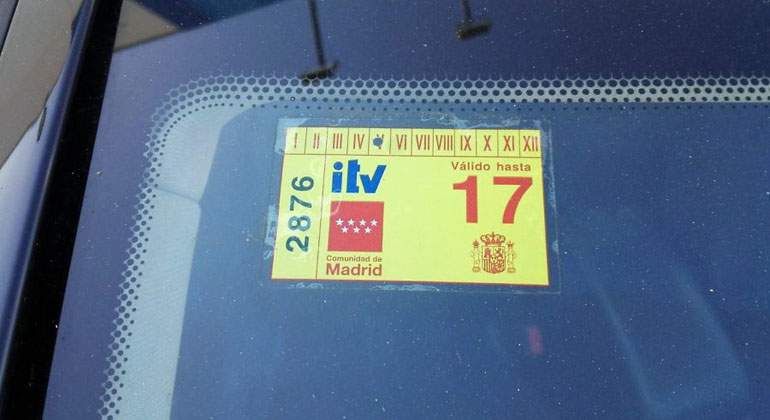 I II III IV V VI VII VIII IX X XI XII
2876
itv
Válido hasta
17
Comunidad de
Madrid